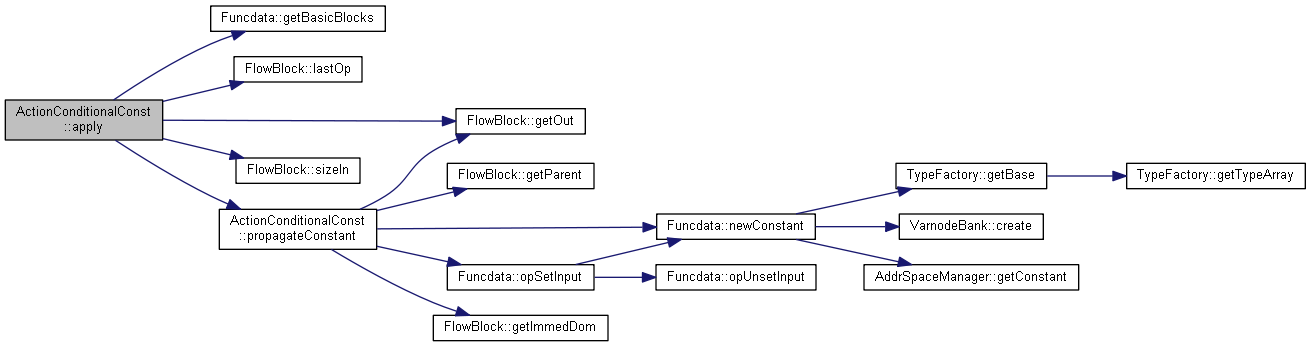 Funcdata::getBasicBlocks
FlowBlock::lastOp
ActionConditionalConst
::apply
FlowBlock::getOut
FlowBlock::sizeIn
FlowBlock::getParent
TypeFactory::getBase
TypeFactory::getTypeArray
ActionConditionalConst
::propagateConstant
Funcdata::newConstant
VarnodeBank::create
Funcdata::opSetInput
Funcdata::opUnsetInput
AddrSpaceManager::getConstant
FlowBlock::getImmedDom